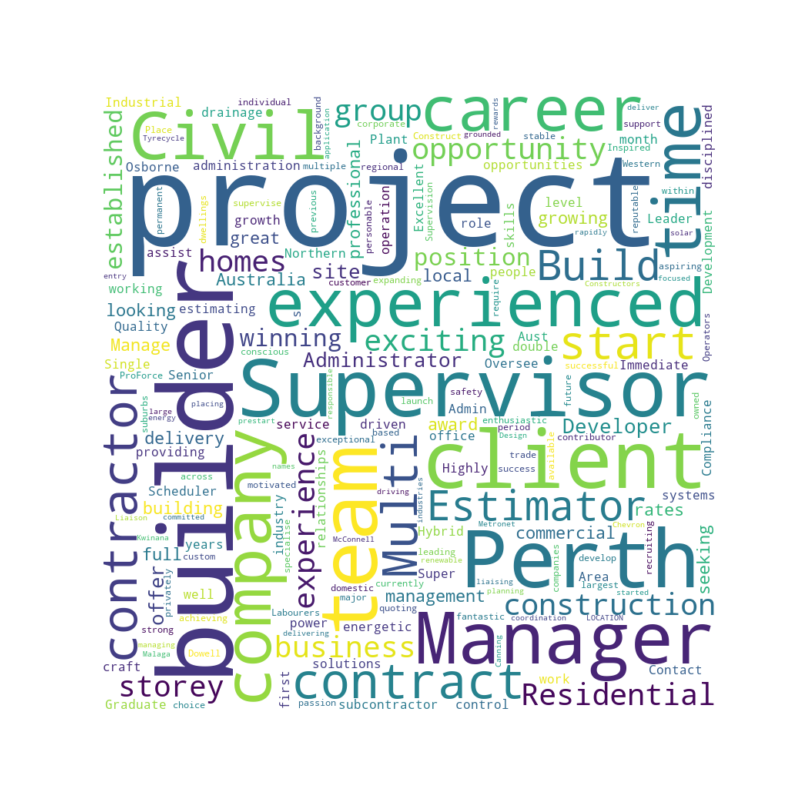 Industrial
individual
drainage
Civil
background
application
group
corporate
career
deliver
rewards
support
Place
Tyrecycle
Construct
grounded
stable
Plant
month
disciplined
time
established
Osborne
administration
multiple
regional
opportunity
opportunities
Inspired
Western
within
permanent
dwellings
supervise
previous
project
professional
personable
operation
Excellent
Supervision
skills
level
growing
role
reputable
rapidly
Leader
solar
aspiring
Development
growth
great
Northern
assist
homes
site
position
people
local
require
Build
focused
entry
working
Australia
customer
expanding
Constructors
looking
estimating
builder
experienced
Quality
winning
exciting
Aust
double
start
Operators
Manage
conscious
Administrator
Oversee
successful
Immediate
Single
ProForce
Senior
suburbs
Supervisor
responsible
launch
safety
future
owned
large
energy
placing
prestart
service
driven
award
Admin
enthusiastic
period
Design
contributor
Developer
Compliance
contractor
delivery
providing
company
exceptional
based
office
client
trade
success
available
across
names
motivated
experience
relationships
team
driving
Multi
industries
Highly
systems
Scheduler
building
Liaison
committed
industry
specialise
McConnell
Hybrid
Estimator
Metronet
Chevron
rates
recruiting
seeking
Kwinana
full
years
custom
leading
renewable
commercial
companies
develop
Perth
Area
largest
offer
privately
well
achieving
domestic
currently
Super
liaising
planning
started
Labourers
major
quoting
management
construction
strong
managing
Malaga
Dowell
power
delivering
energetic
fantastic
coordination
LOCATION
Manager
Canning
craft
business
solutions
Contact
storey
first
contract
work
Residential
Graduate
choice
passion
subcontractor
control